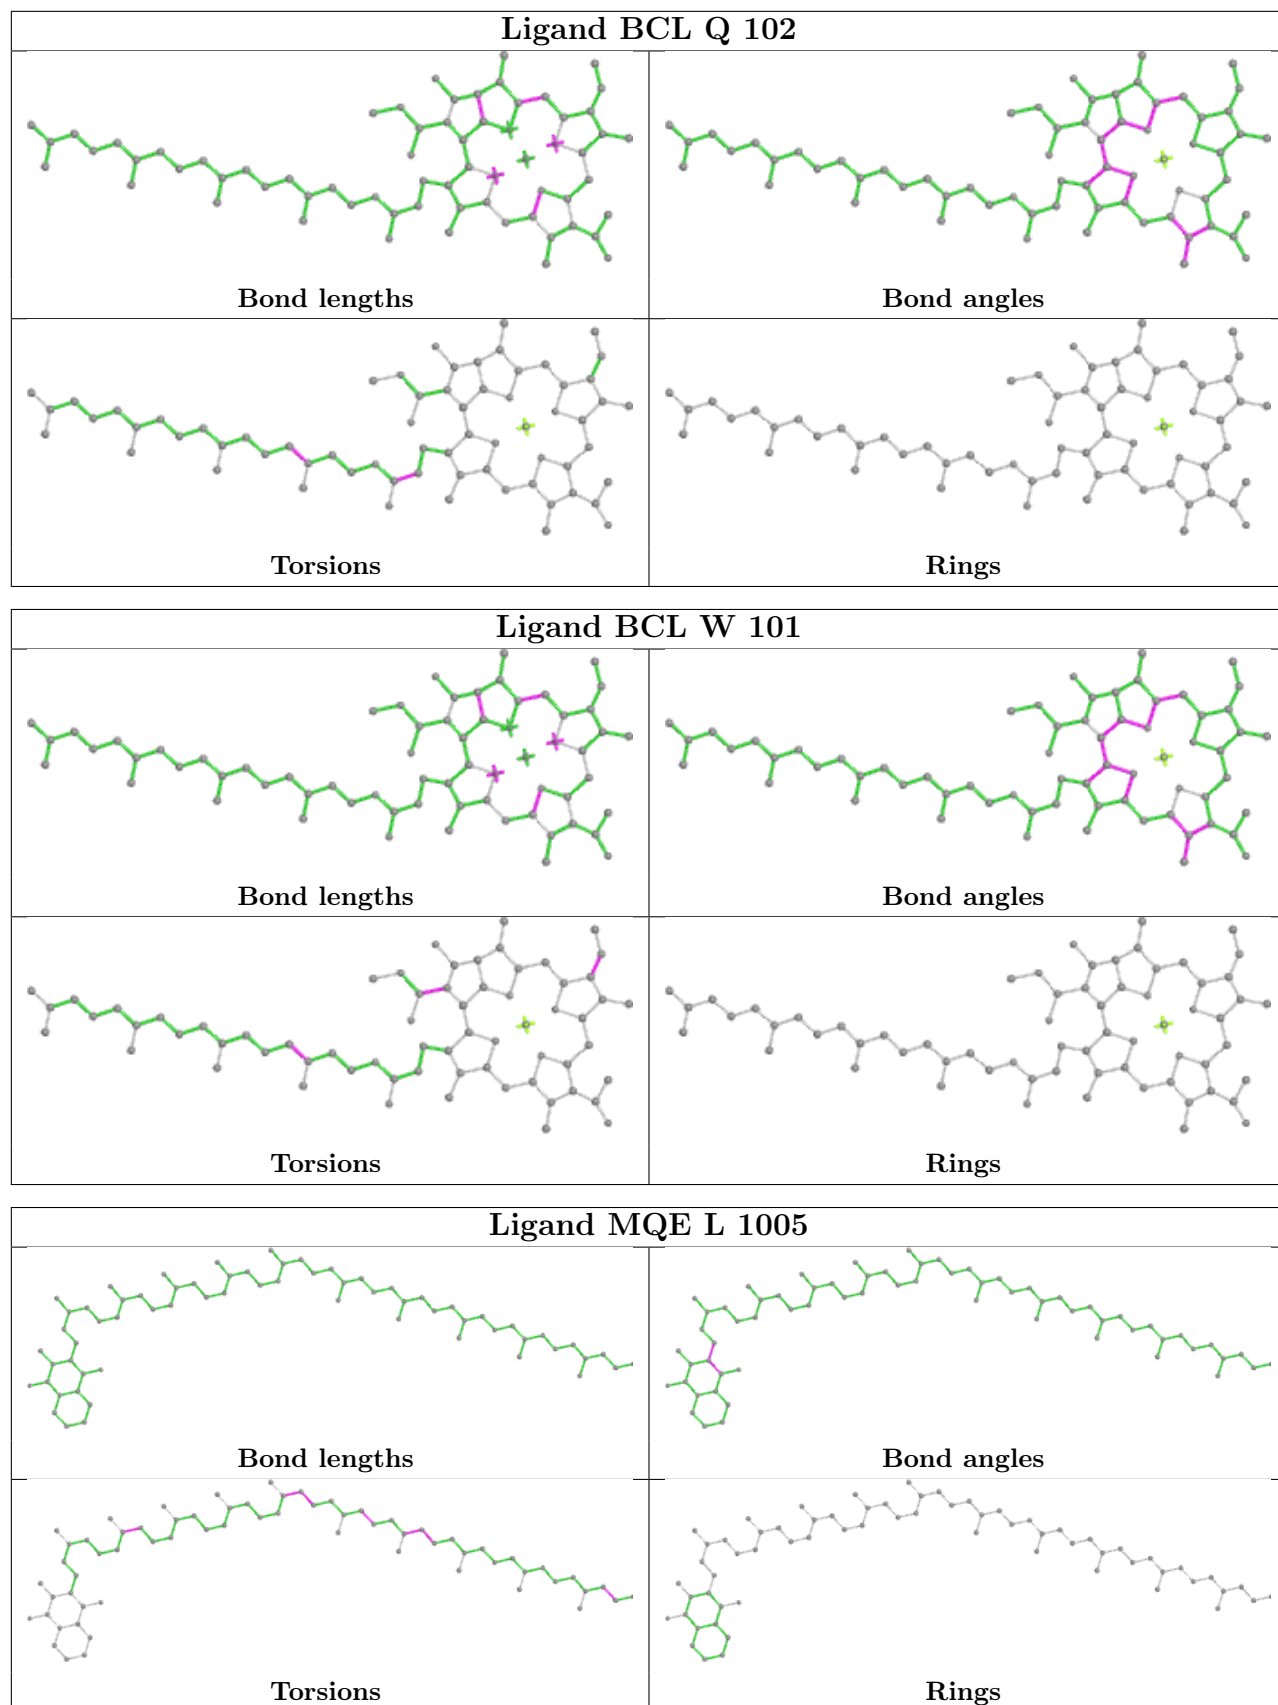 Ligand BCL Q 102
Bond lengths
Bond angles
Torsions
Rings
Ligand BCL W 101
Bond lengths
Bond angles
Torsions
Rings
Ligand MQE L 1005
Bond lengths
Bond angles
Torsions
Rings